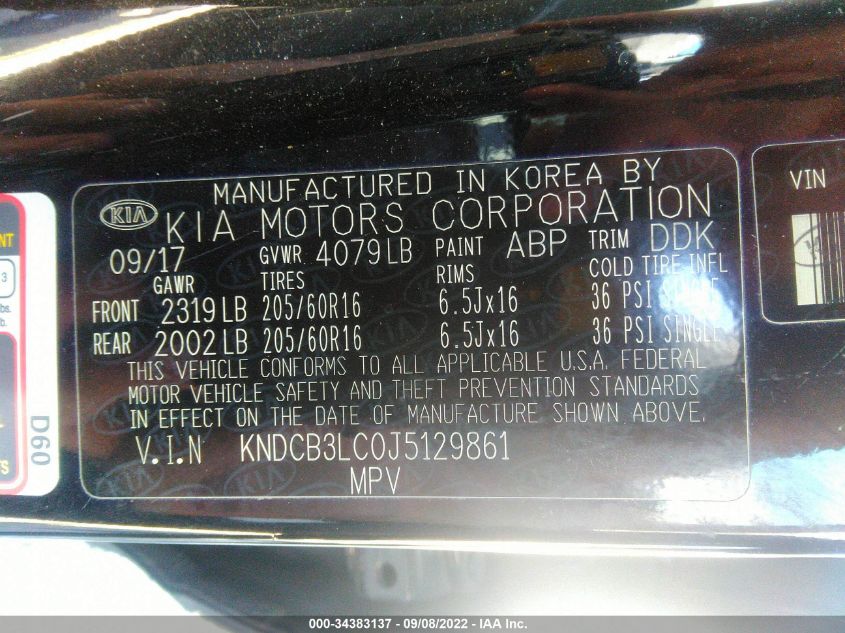 MANUFACTURED IN KOREA BY
KIA KIA MOTORS CORPORATION
09/17 GVWR 4079LB PAINT ABP TRIM DDK
GAWR TIRES RIMS COLD TIRE INFL
FRONT 2319LB 205/60R16 6.5Jx16 36 PSI SINGLE
REAR 2002LB 205/60R16 6.5Jx16 36 PSI SINGLE
THIS VEHICLE CONFORMS TO ALL APPLICABLE U.S.A. FEDERAL
MOTOR VEHICLE SAFETY AND THEFT PREVENTION STANDARDS
IN EFFECT ON THE DATE OF MANUFACTURE SHOWN ABOVE.
V.I.N KNDCB3LC0J5129861
MPV
D60
VIN
000-34383137 - 09/08/2022 - IAA Inc.